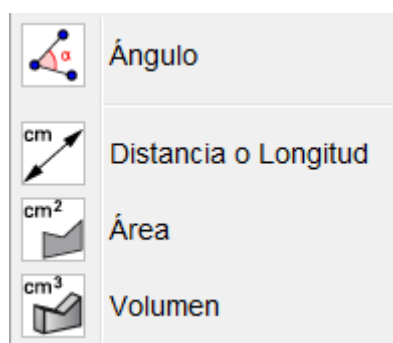 α Ángulo
cm Distancia o Longitud
cm² Área
cm³ Volumen